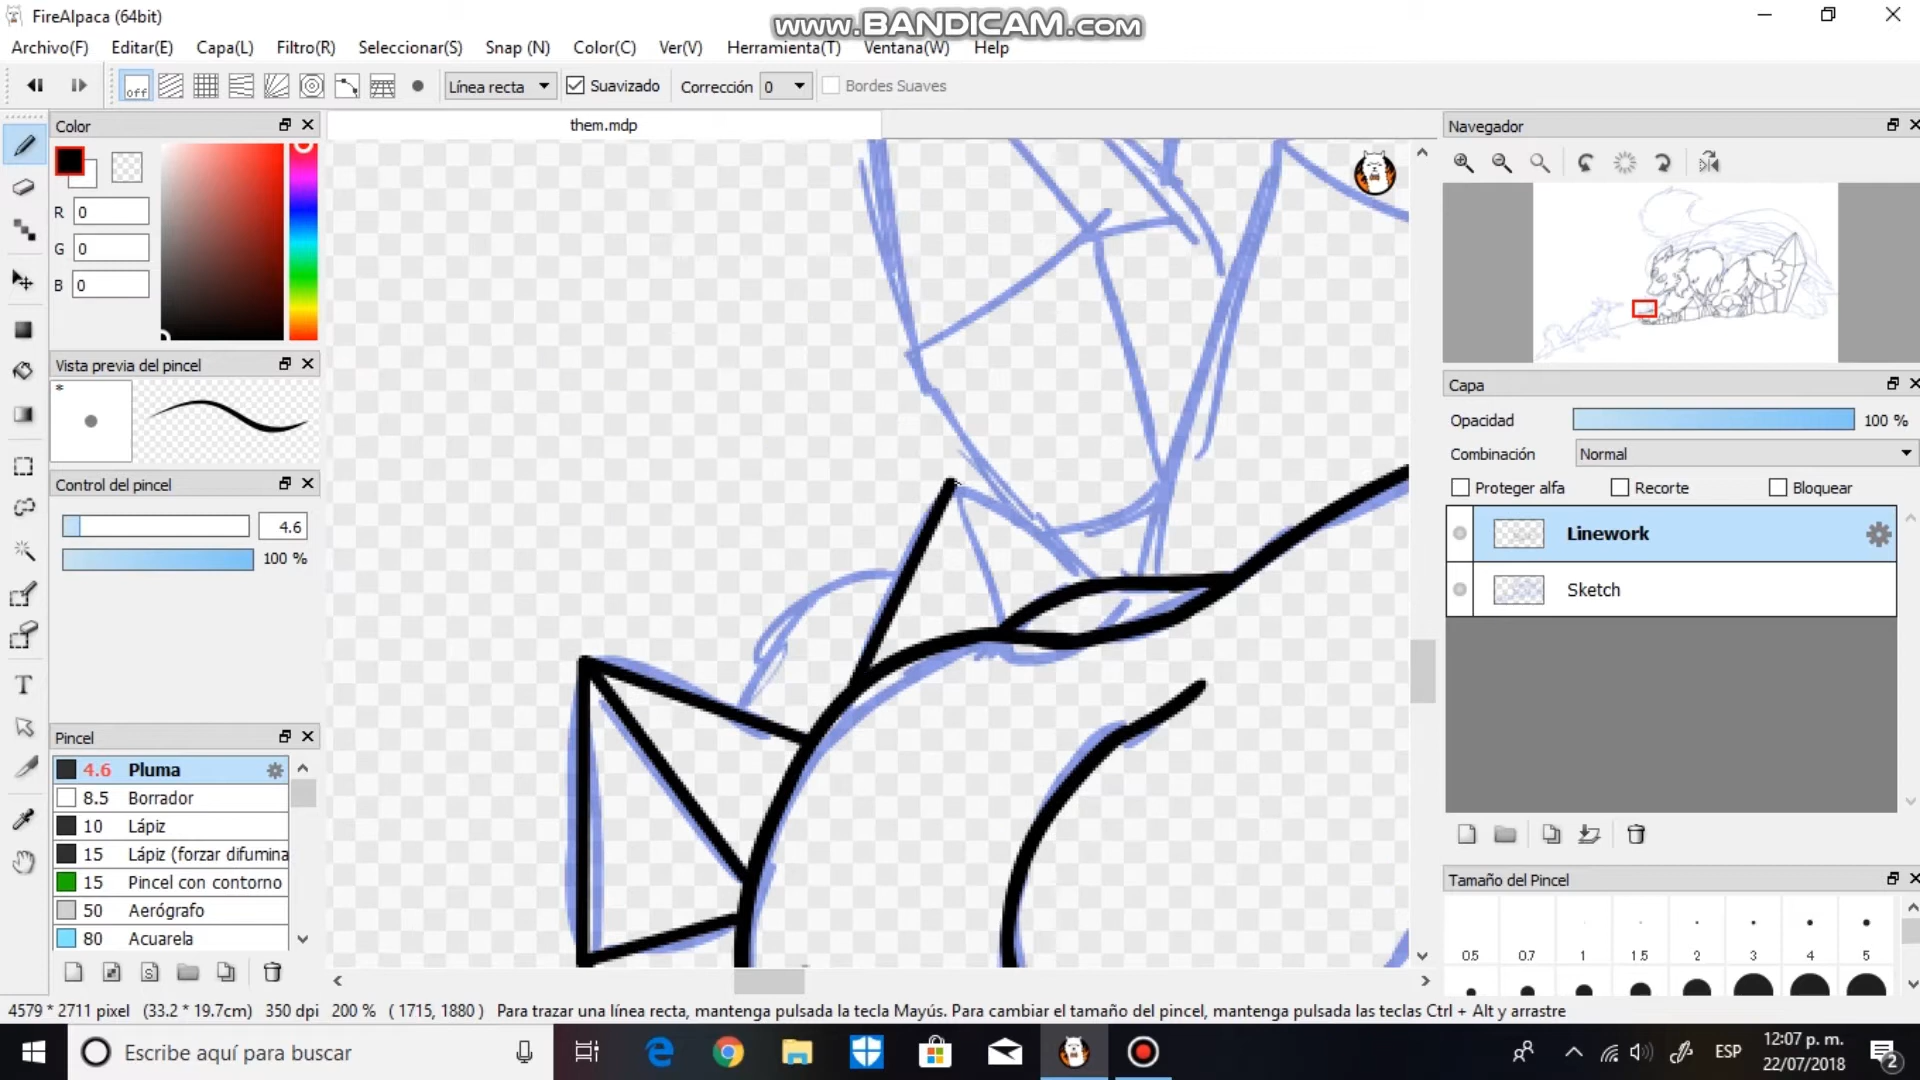 FireAlpaca (64bit)
www.BANDICAM.com
Archivo(F) Editar(E) Capa(L) Filtro(R) Seleccionar(S) Snap (N) Color(C) Ver(V) Herramienta(T) Ventana(W) Help
off Línea recta Suavizado Corrección 0 Bordes Suaves
Color
them.mdp
Navegador
R 0
G 0
B 0
Vista previa del pincel
*
Capa
Opacidad 100 %
Combinación Normal
Proteger alfa Recorte Bloquear
Control del pincel
4.6
100 %
Linework
Sketch
T
Pincel
4.6 Pluma
8.5 Borrador
10 Lápiz
15 Lápiz (forzar difumina
15 Pincel con contorno
50 Aerógrafo
80 Acuarela
S
Tamaño del Pincel
0.5 0.7 1 1.5 2 3 4 5
4579 * 2711 pixel (33.2 * 19.7cm) 350 dpi 200 % ( 1715, 1880 ) Para trazar una línea recta, mantenga pulsada la tecla Mayús. Para cambiar el tamaño del pincel, mantenga pulsada las teclas Ctrl + Alt y arrastre
Escribe aquí para buscar
ESP
12:07 p. m.
22/07/2018
2